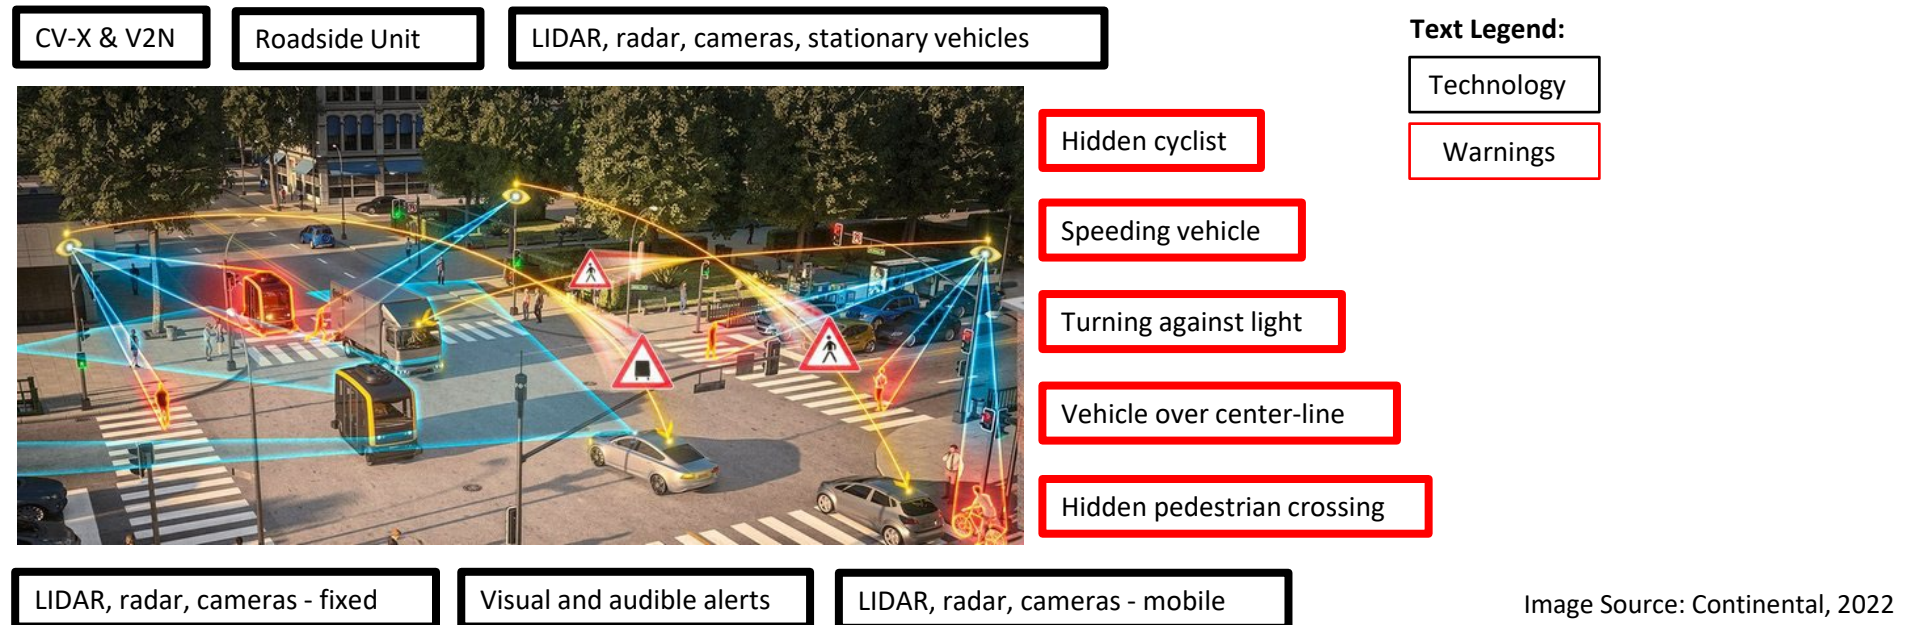 CV-X & V2N
Roadside Unit
LIDAR, radar, cameras, stationary vehicles
Text Legend:
Technology
Warnings
Hidden cyclist
Speeding vehicle
Turning against light
Vehicle over center-line
Hidden pedestrian crossing
LIDAR, radar, cameras - fixed
Visual and audible alerts
LIDAR, radar, cameras - mobile
Image Source: Continental, 2022